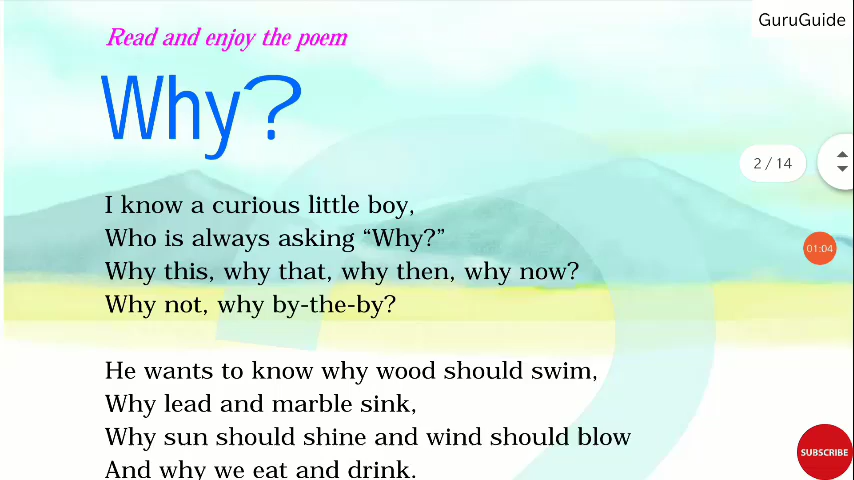 GuruGuide
Read and enjoy the poem
Why?
2 / 14
I know a curious little boy,
Who is always asking “Why?”
Why this, why that, why then, why now?
Why not, why by-the-by?
01:04
He wants to know why wood should swim,
Why lead and marble sink,
Why sun should shine and wind should blow
And why we eat and drink.
SUBSCRIBE